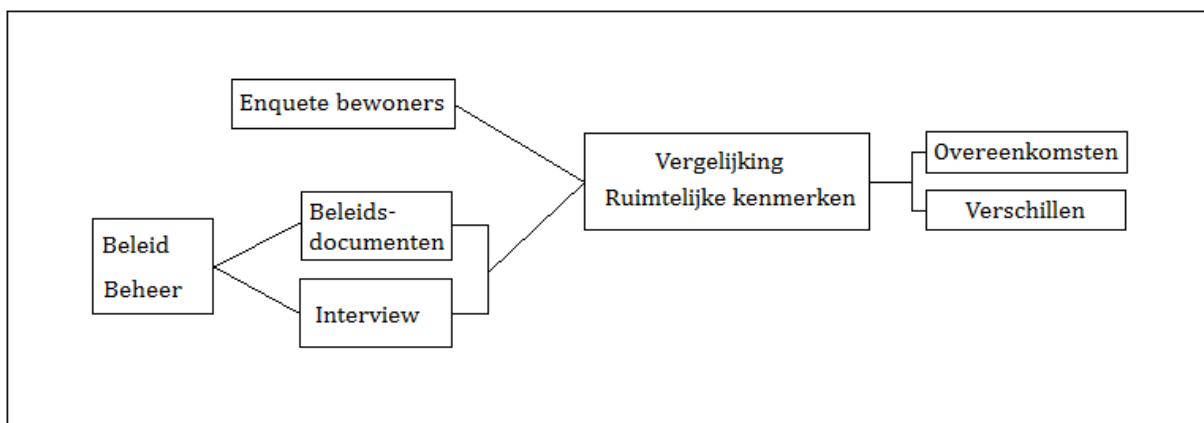 Enquete bewoners
Beleid
Beheer
Beleids-
documenten
Interview
Vergelijking
Ruimtelijke kenmerken
Overeenkomsten
Verschillen